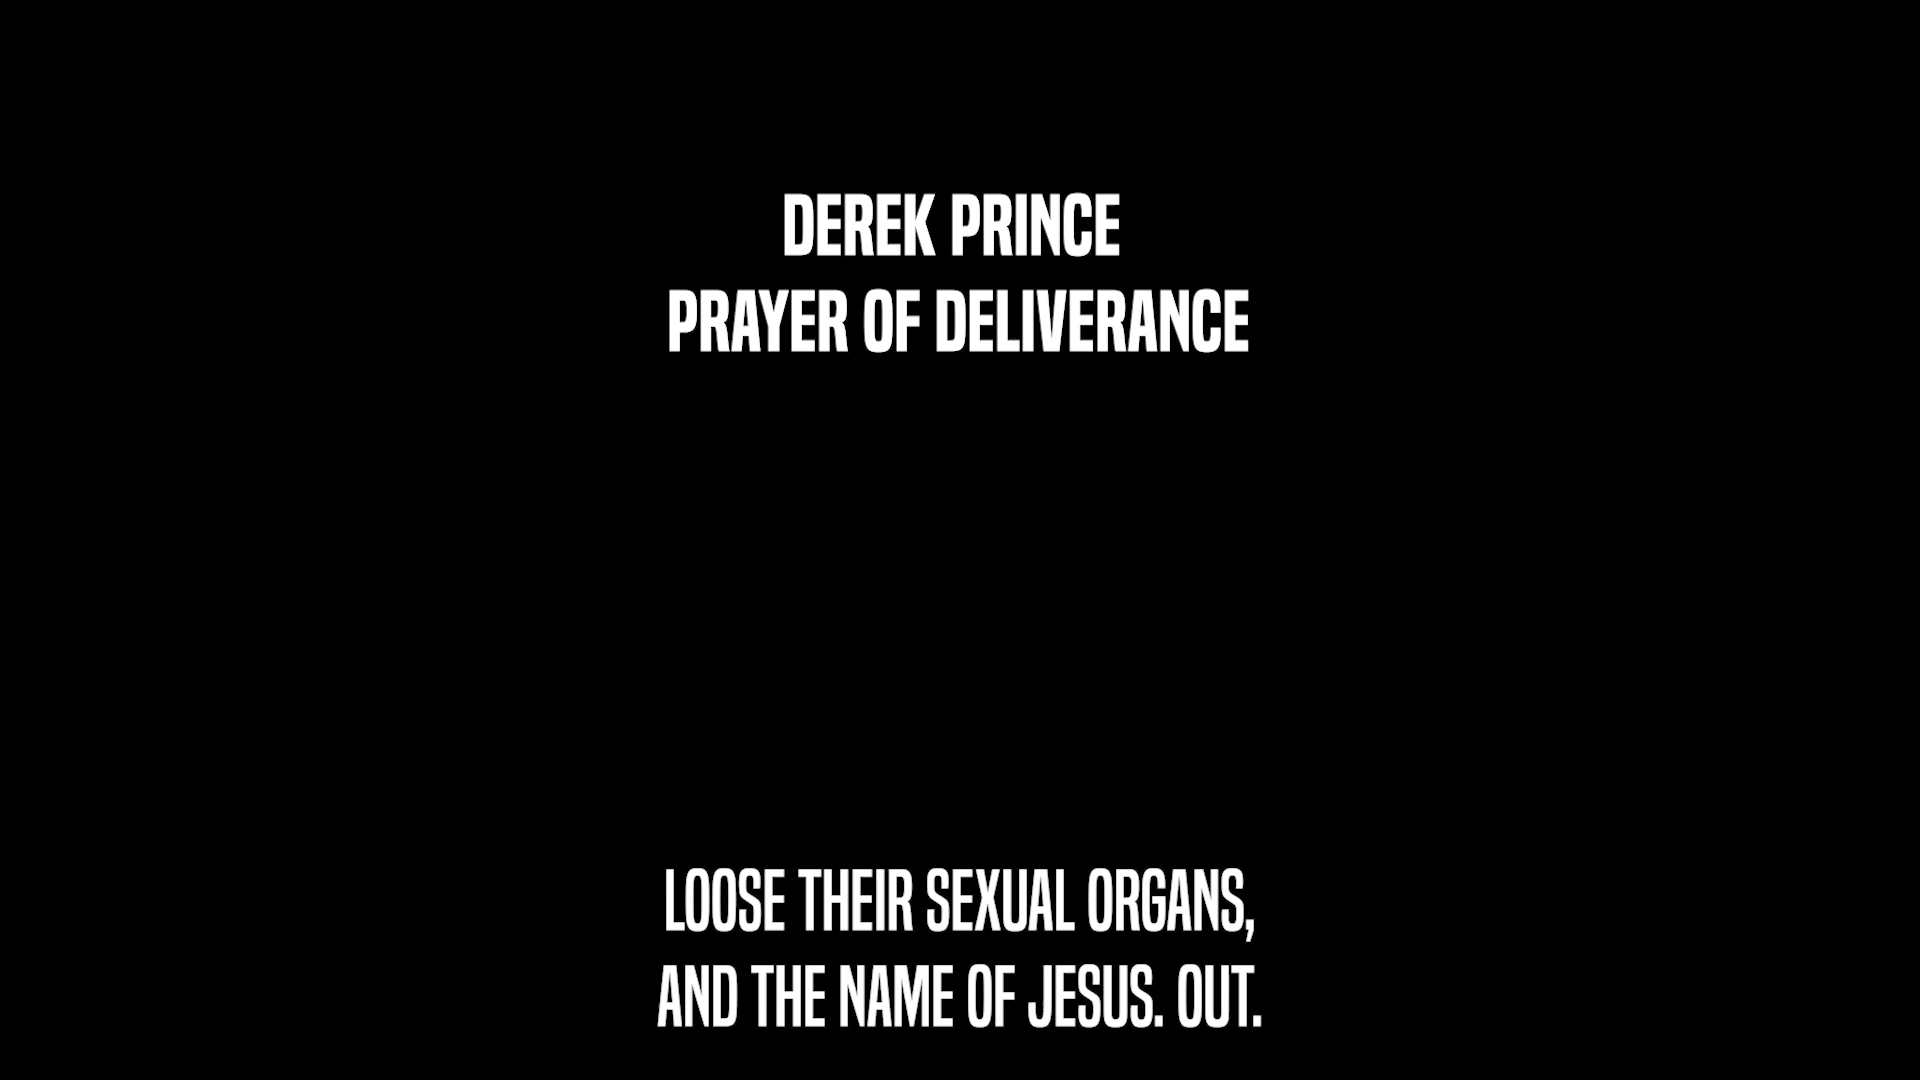 DEREK PRINCE
PRAYER OF DELIVERANCE
LOOSE THEIR SEXUAL ORGANS,
AND THE NAME OF JESUS. OUT.